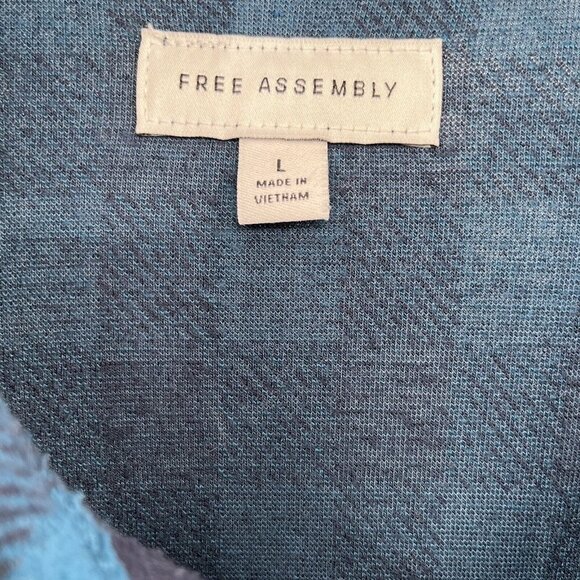 FREE ASSEMBLY
L
MADE IN
VIETNAM